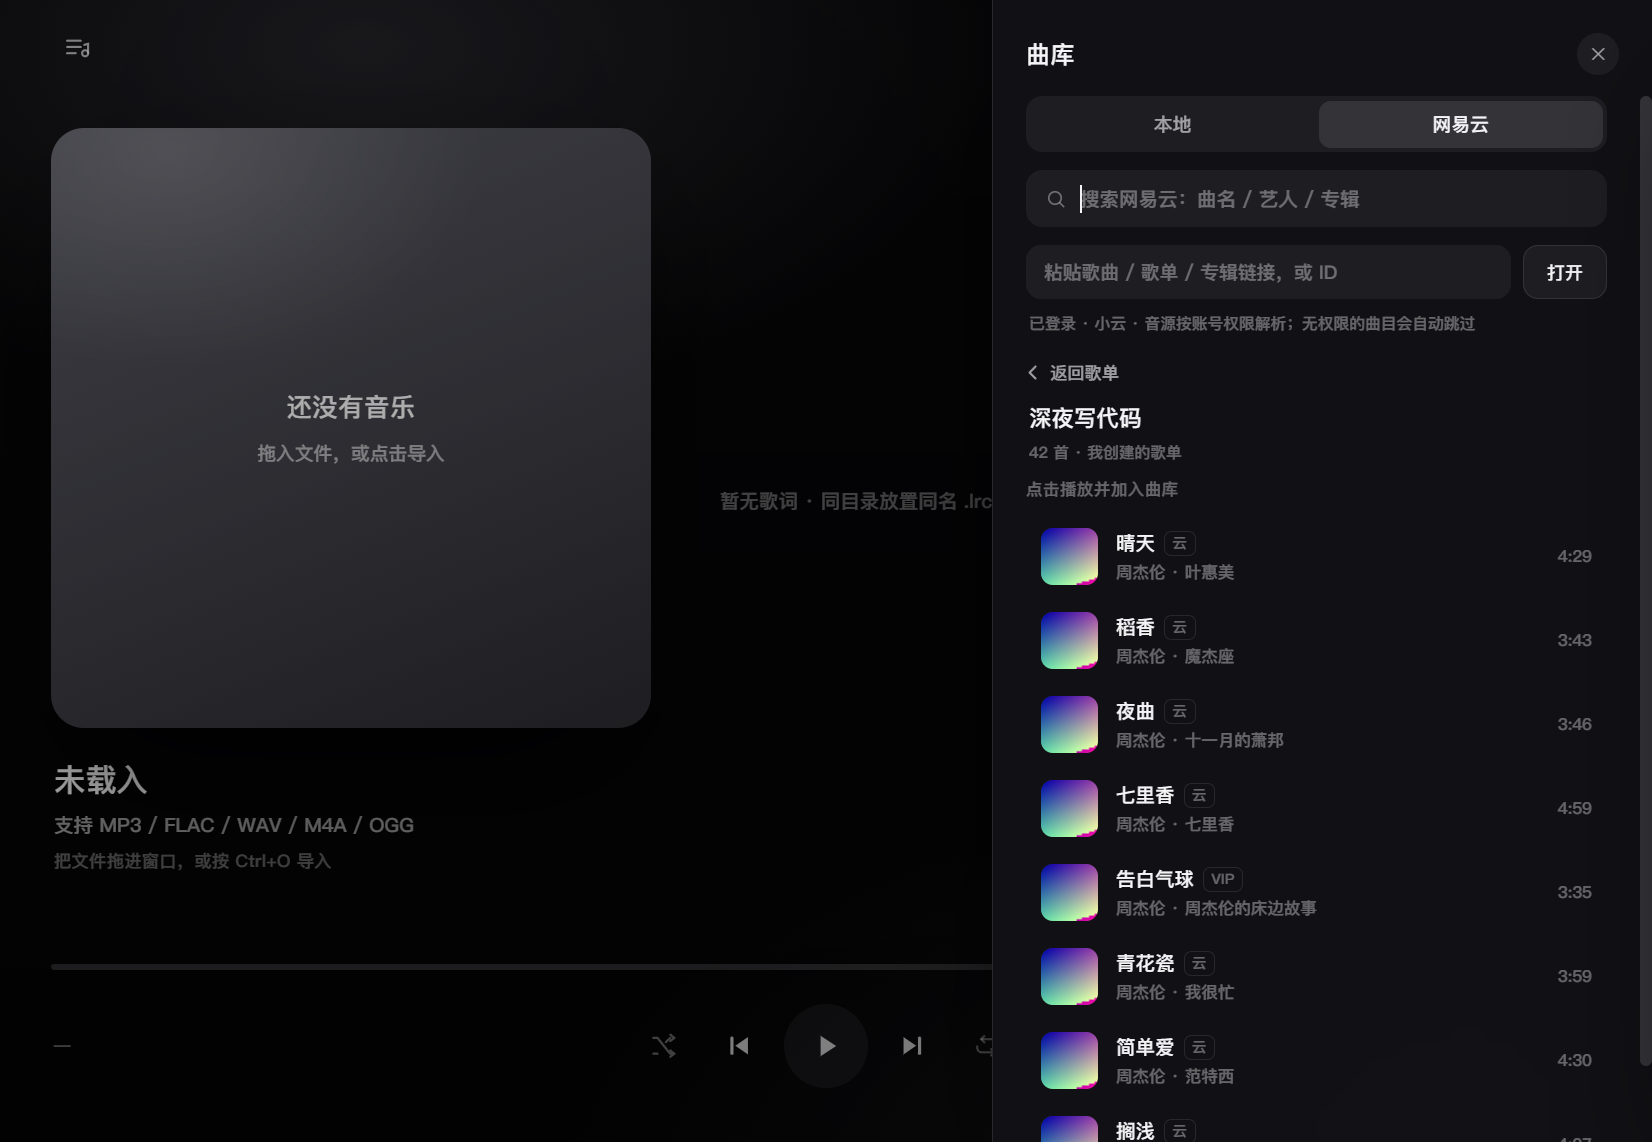 曲库
本地
网易云
搜索网易云：曲名 / 艺人 / 专辑
粘贴歌曲 / 歌单 / 专辑链接，或 ID
打开
已登录 · 小云 · 音源按账号权限解析；无权限的曲目会自动跳过
返回歌单
深夜写代码
42 首 · 我创建的歌单
点击播放并加入曲库
晴天 云
周杰伦 · 叶惠美
4:29
稻香 云
周杰伦 · 魔杰座
3:43
夜曲 云
周杰伦 · 十一月的萧邦
3:46
七里香 云
周杰伦 · 七里香
4:59
告白气球 VIP
周杰伦 · 周杰伦的床边故事
3:35
青花瓷 云
周杰伦 · 我很忙
3:59
简单爱 云
周杰伦 · 范特西
4:30
搁浅 云
还没有音乐
拖入文件，或点击导入
暂无歌词 · 同目录放置同名 .lrc
未载入
支持 MP3 / FLAC / WAV / M4A / OGG
把文件拖进窗口，或按 Ctrl+O 导入
—